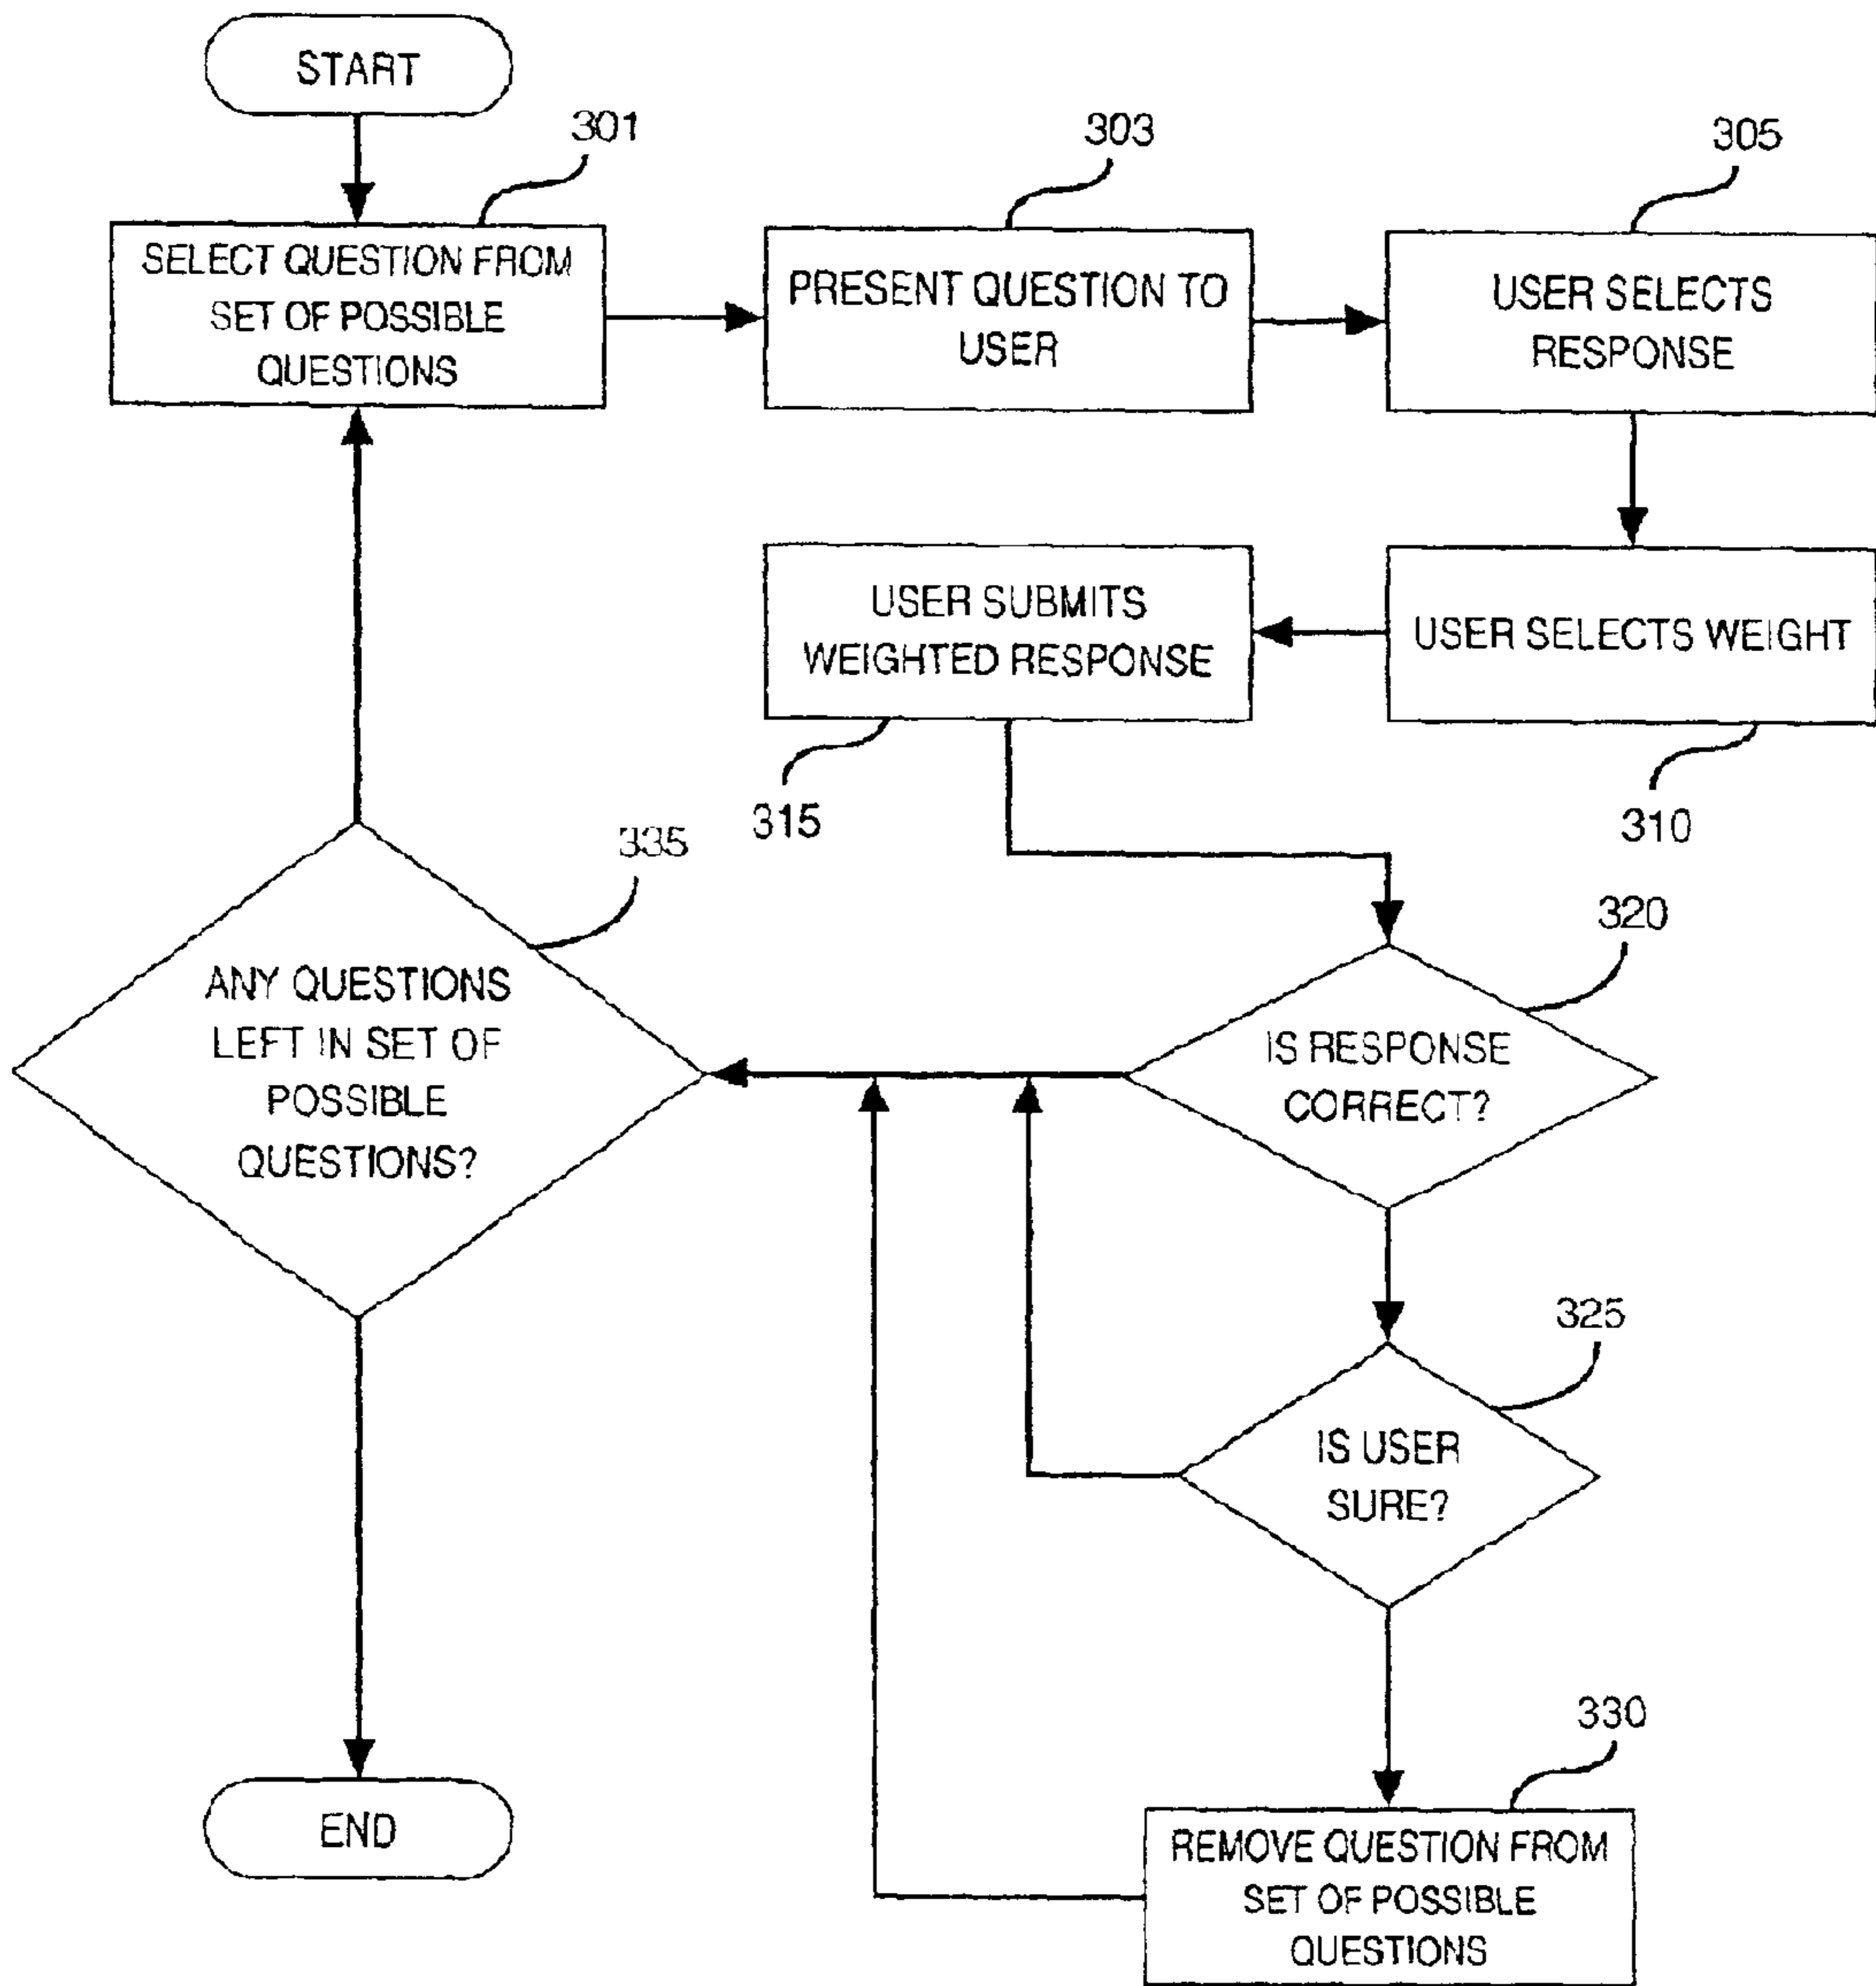 START
301
SELECT QUESTION FROM
SET OF POSSIBLE
QUESTIONS
303
PRESENT QUESTION TO
USER
305
USER SELECTS
RESPONSE
USER SELECTS WEIGHT
310
USER SUBMITS
WEIGHTED RESPONSE
315
320
IS RESPONSE
CORRECT?
325
IS USER
SURE?
330
REMOVE QUESTION FROM
SET OF POSSIBLE
QUESTIONS
335
ANY QUESTIONS
LEFT IN SET OF
POSSIBLE
QUESTIONS?
END